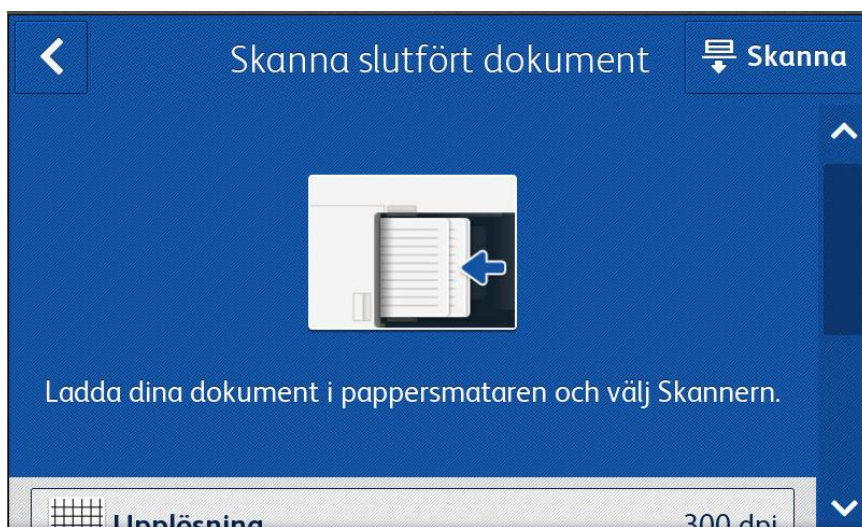 Skanna slutfört dokument
Skanna
Ladda dina dokument i pappersmataren och välj Skannern.
Upplösning 300 dpi